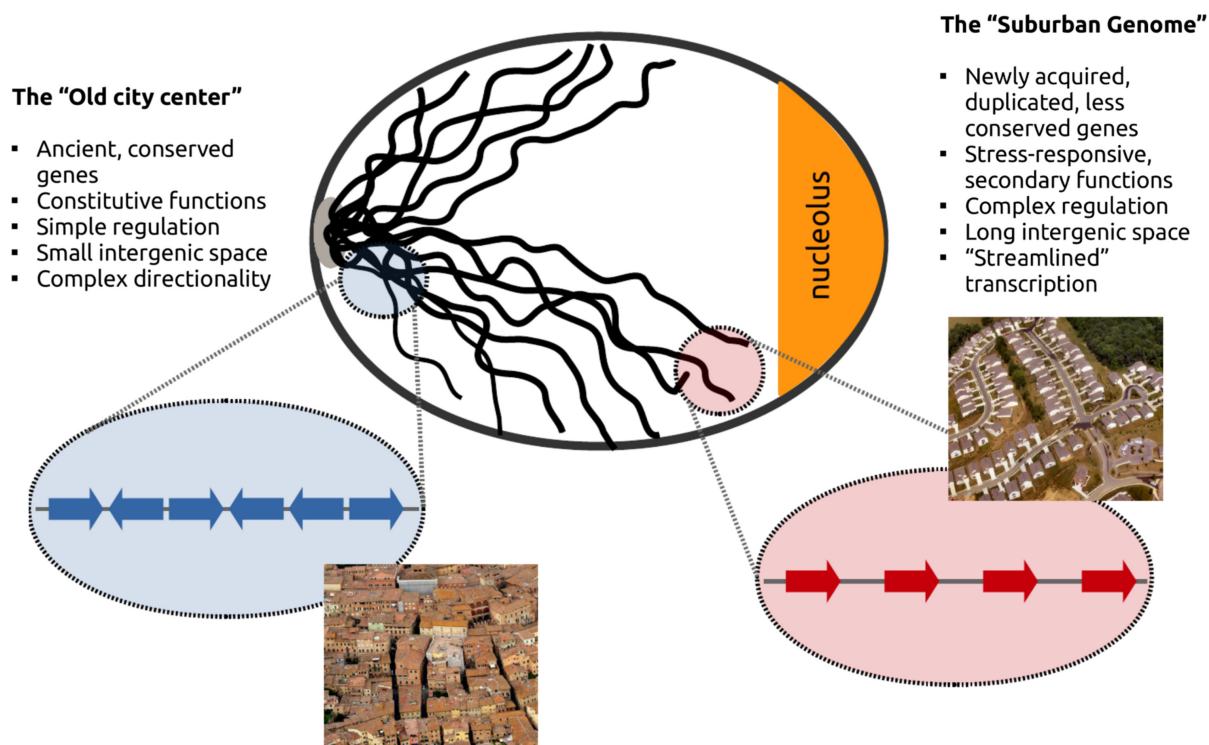 The “Old city center”
▪ Ancient, conserved
genes
▪ Constitutive functions
▪ Simple regulation
▪ Small intergenic space
▪ Complex directionality
nucleolus
The “Suburban Genome”
▪ Newly acquired,
duplicated, less
conserved genes
▪ Stress-responsive,
secondary functions
▪ Complex regulation
▪ Long intergenic space
▪ “Streamlined”
transcription